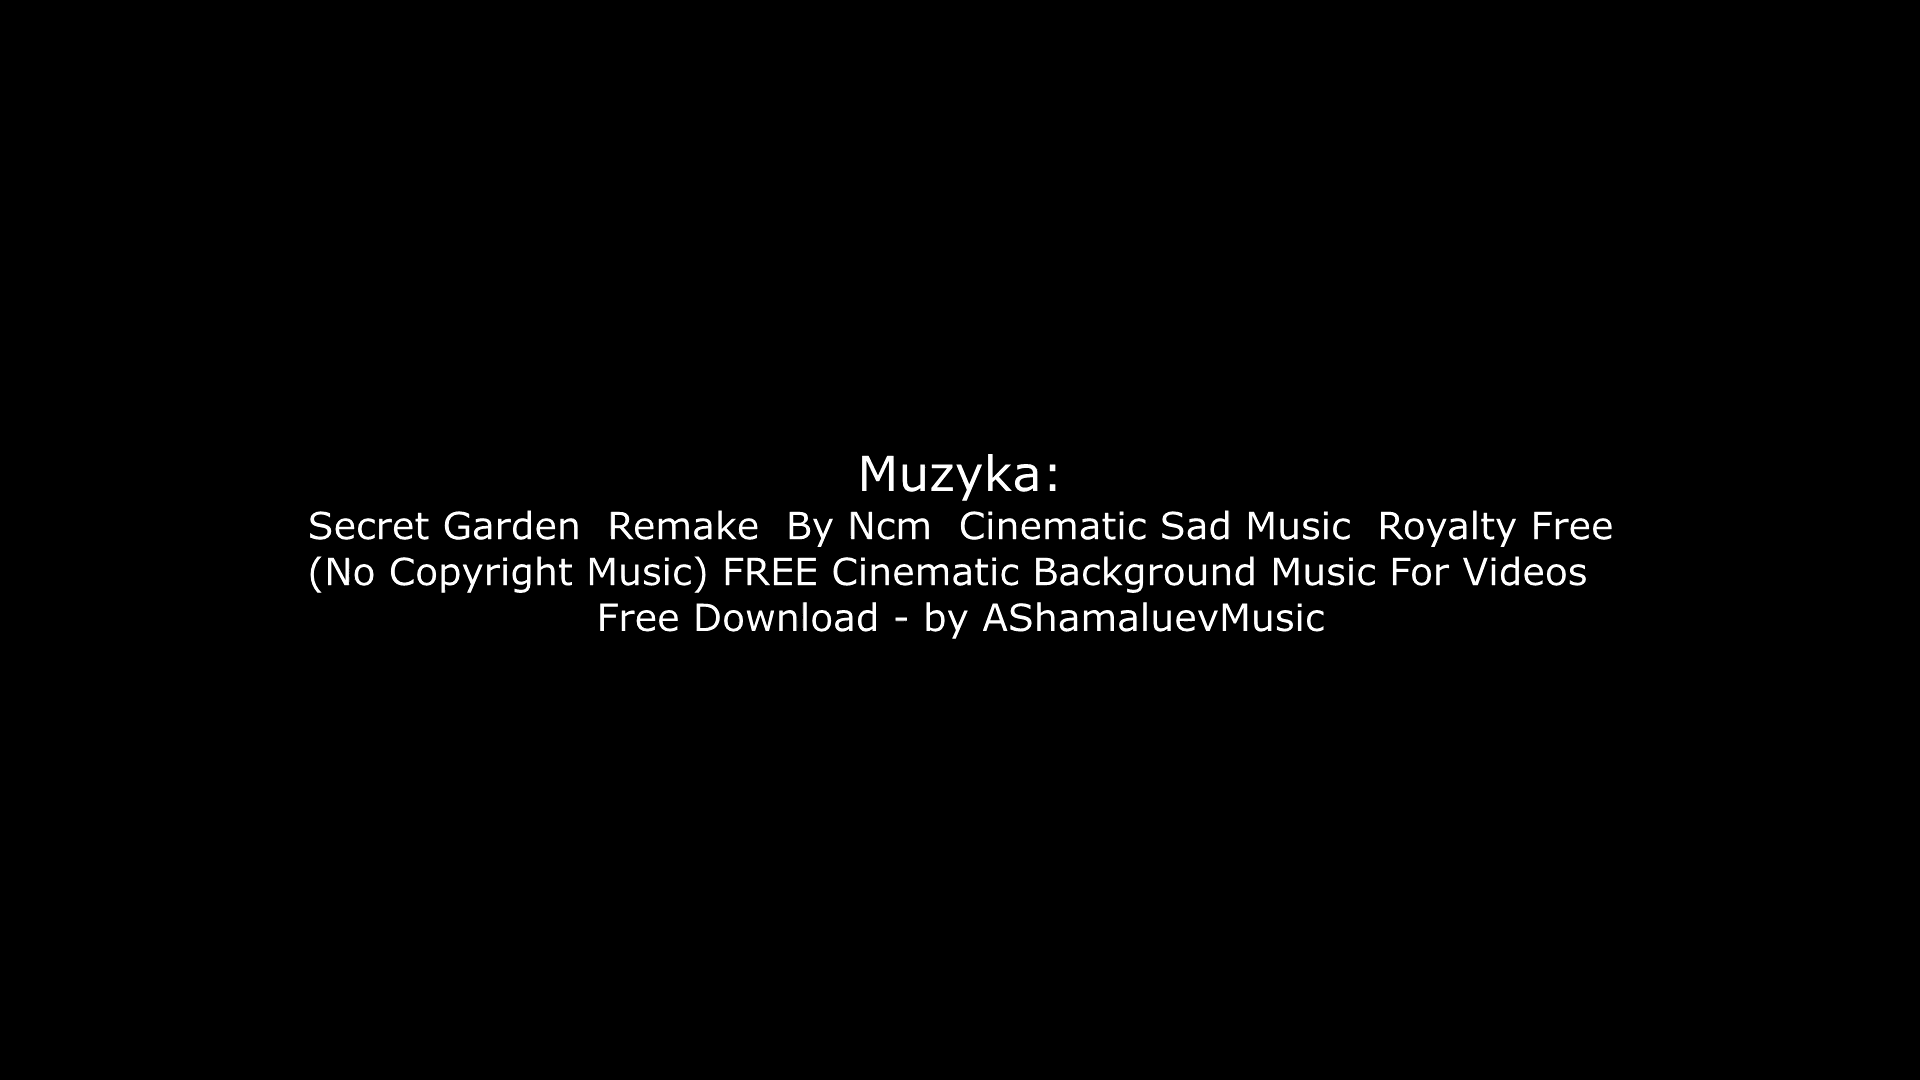 Muzyka:
Secret Garden  Remake  By Ncm  Cinematic Sad Music  Royalty Free
(No Copyright Music) FREE Cinematic Background Music For Videos
Free Download - by AShamaluevMusic